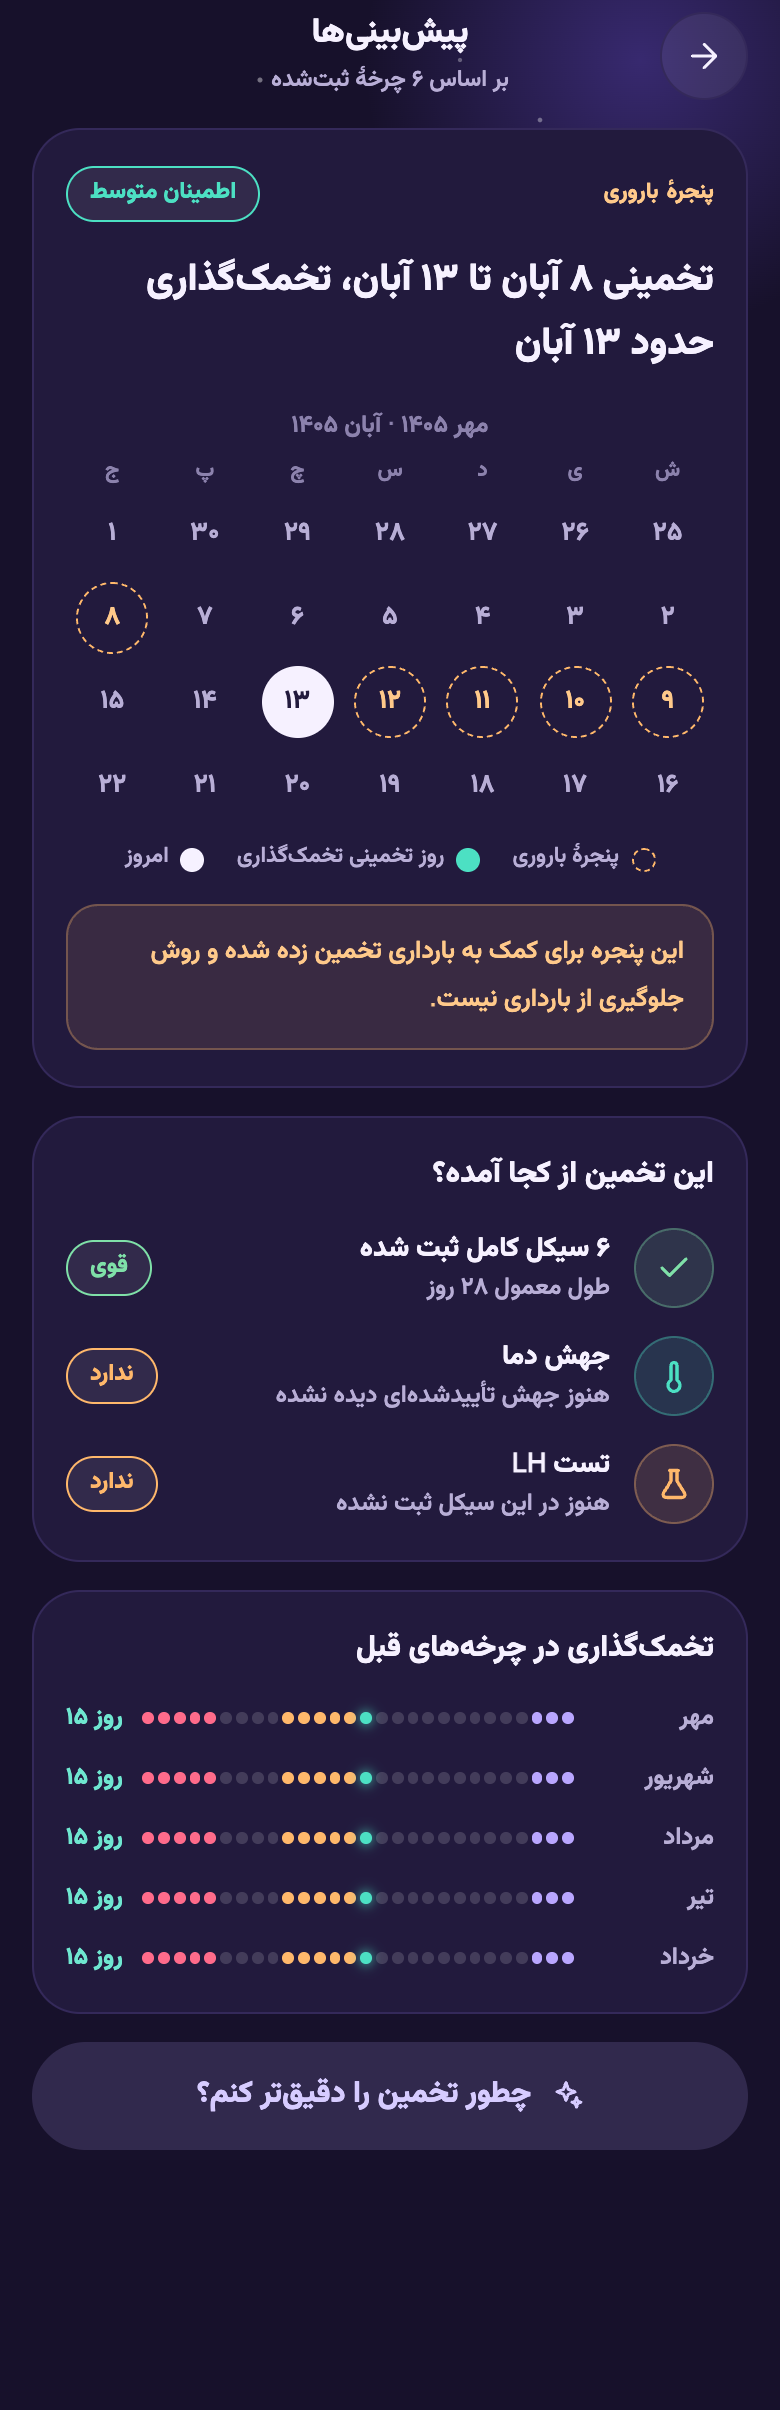 پیش‌بینی‌ها
بر اساس ۶ چرخهٔ ثبت‌شده
پنجرهٔ باروری
اطمینان متوسط
تخمینی ۸ آبان تا ۱۳ آبان، تخمک‌گذاری
حدود ۱۳ آبان
مهر ۱۴۰۵ · آبان ۱۴۰۵
ش ی د س چ پ ج
۲۵ ۲۶ ۲۷ ۲۸ ۲۹ ۳۰ ۱
۲ ۳ ۴ ۵ ۶ ۷ ۸
۹ ۱۰ ۱۱ ۱۲ ۱۳ ۱۴ ۱۵
۱۶ ۱۷ ۱۸ ۱۹ ۲۰ ۲۱ ۲۲
پنجرهٔ باروری روز تخمینی تخمک‌گذاری امروز
این پنجره برای کمک به بارداری تخمین زده شده و روش
جلوگیری از بارداری نیست.
این تخمین از کجا آمده؟
۶ سیکل کامل ثبت شده
طول معمول ۲۸ روز
قوی
جهش دما
هنوز جهش تأییدشده‌ای دیده نشده
ندارد
تست LH
هنوز در این سیکل ثبت نشده
ندارد
تخمک‌گذاری در چرخه‌های قبل
مهر روز ۱۵
شهریور روز ۱۵
مرداد روز ۱۵
تیر روز ۱۵
خرداد روز ۱۵
چطور تخمین را دقیق‌تر کنم؟